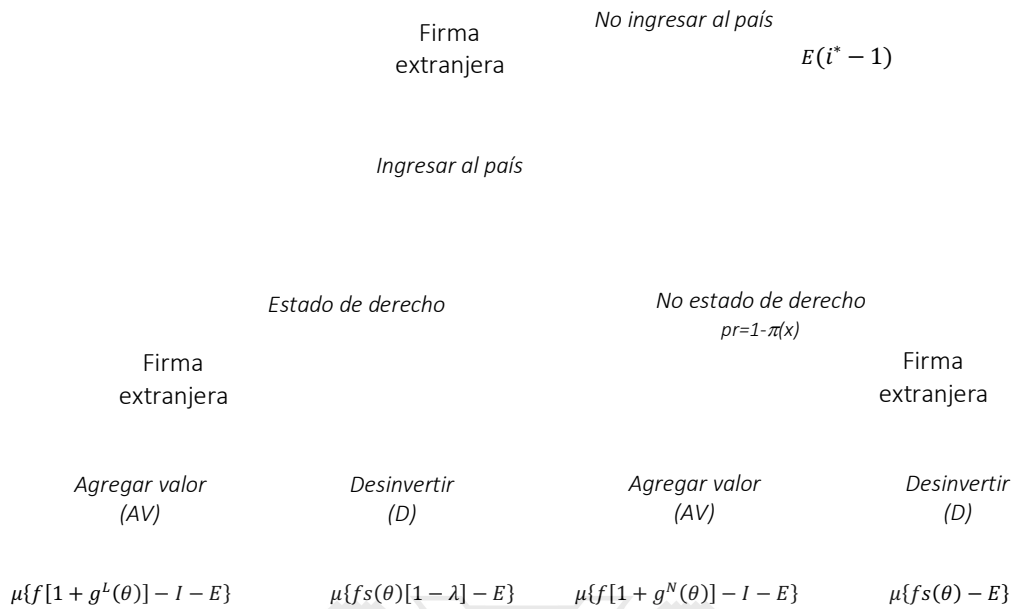 No ingresar al país
Firma
extranjera
E(i* − 1)
Ingresar al país
Estado de derecho
No estado de derecho
pr=1-π(x)
Firma
extranjera
Firma
extranjera
Agregar valor
(AV)
Desinvertir
(D)
Agregar valor
(AV)
Desinvertir
(D)
μ{f[1 + g^L(θ)] − I − E}
μ{fs(θ)[1 − λ] − E}
μ{f[1 + g^N(θ)] − I − E}
μ{fs(θ) − E}